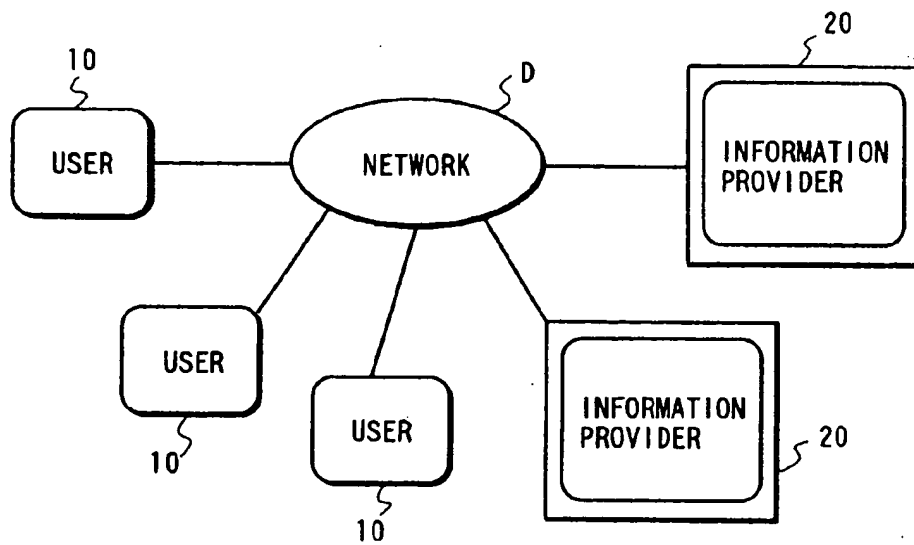 20
10
D
USER
NETWORK
INFORMATION
PROVIDER
USER
10
USER
10
INFORMATION
PROVIDER
20